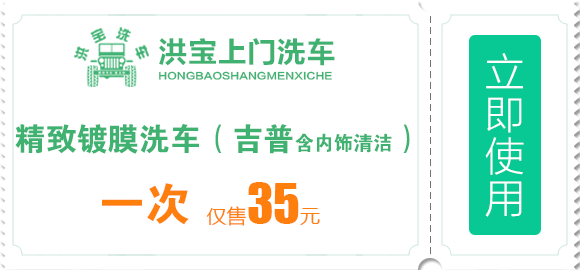 洪宝洗车
洪宝上门洗车
HONGBAOSHANGMENXICHE
精致镀膜洗车（吉普含内饰清洁）
一次 仅售35元
立即使用